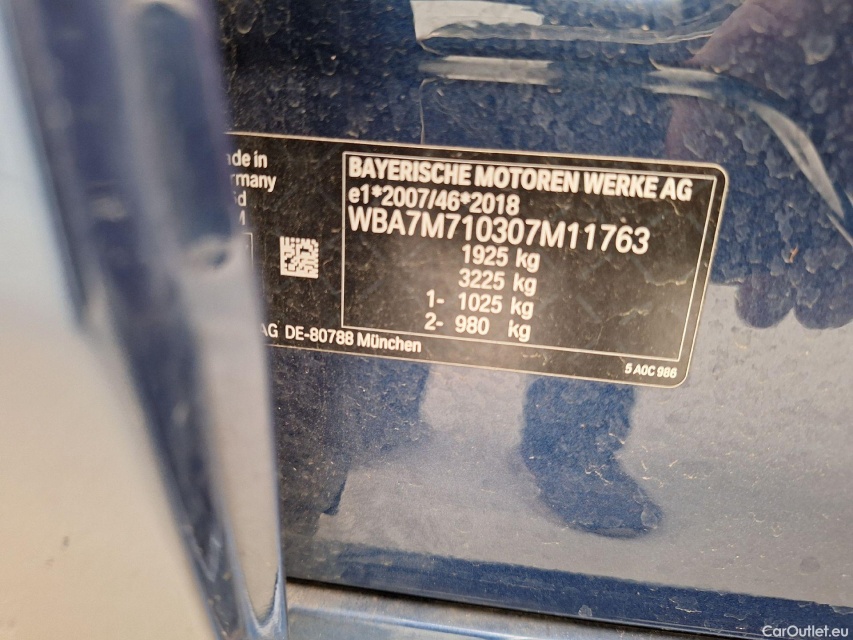 de in
rmany
BAYERISCHE MOTOREN WERKE AG
e1*2007/46*2018
WBA7M710307M11763
1925 kg
3225 kg
1- 1025 kg
2- 980 kg
AG DE-80788 München
5 A0C 986
CarOutlet.eu